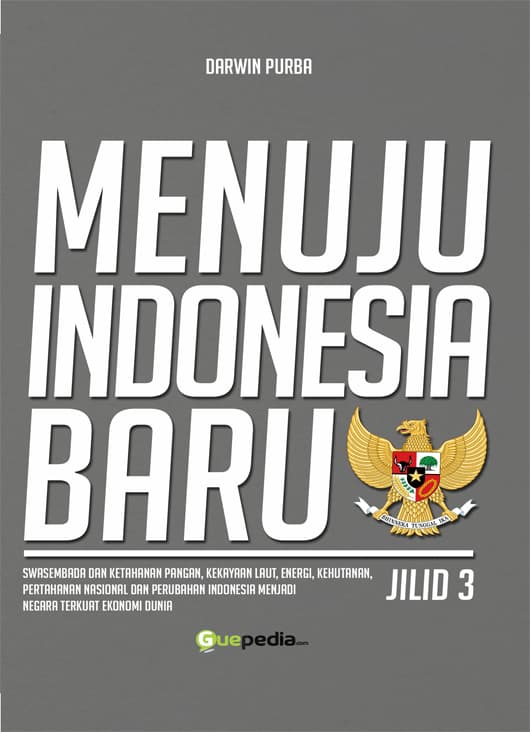 DARWIN PURBA
MENUJU
INDONESIA
BARU
BHINNEKA TUNGGAL IKA
SWASEMBADA DAN KETAHANAN PANGAN, KEKAYAAN LAUT, ENERGI, KEHUTANAN,
PERTAHANAN NASIONAL DAN PERUBAHAN INDONESIA MENJADI
NEGARA TERKUAT EKONOMI DUNIA
JILID 3
Guepedia.com